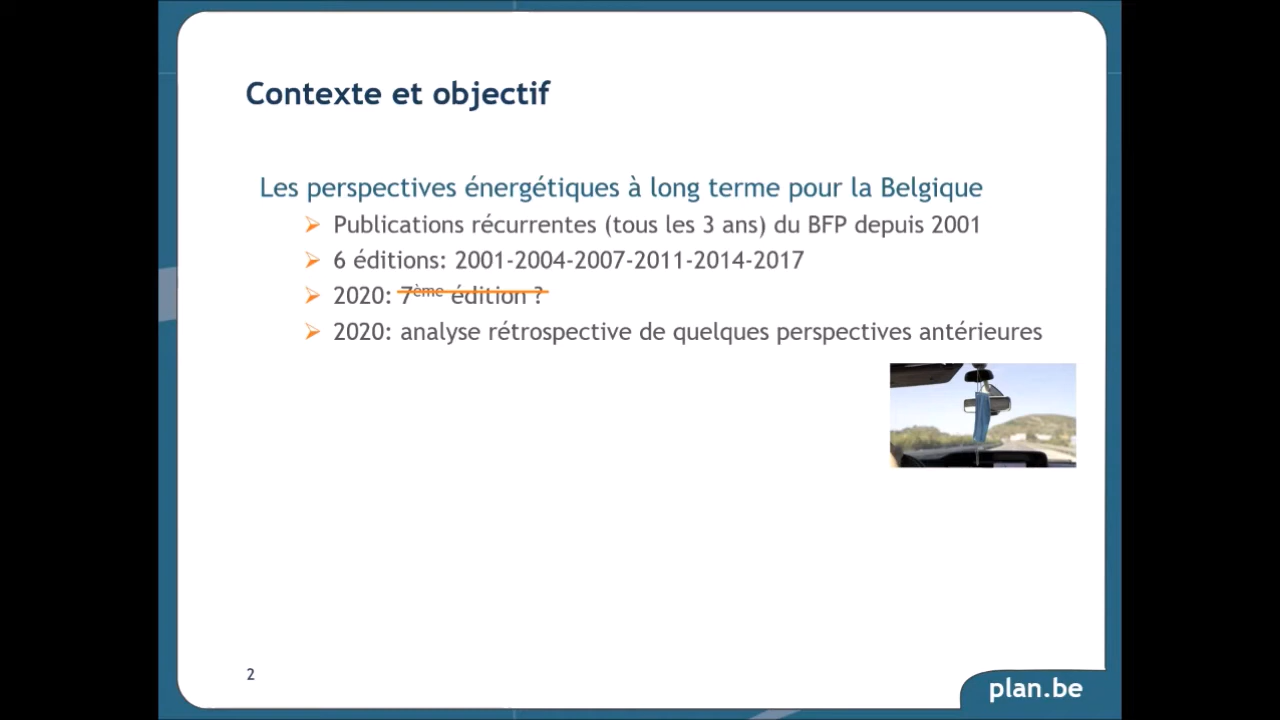 Contexte et objectif
Les perspectives énergétiques à long terme pour la Belgique
Publications récurrentes (tous les 3 ans) du BFP depuis 2001
6 éditions: 2001-2004-2007-2011-2014-2017
2020: 7ème édition ?
2020: analyse rétrospective de quelques perspectives antérieures
2
plan.be